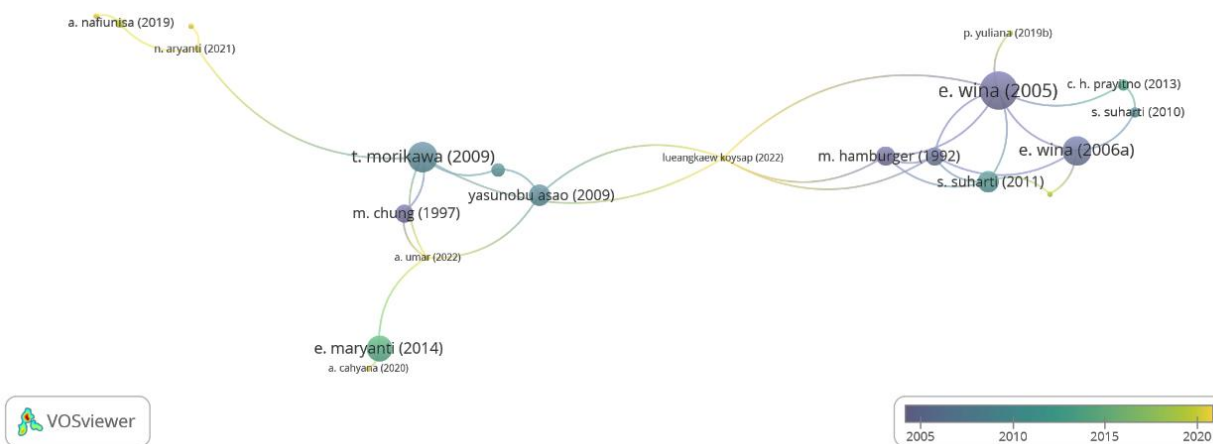 a. nafiunisa (2019)
n. aryanti (2021)
p. yuliana (2019b)
e. wina (2005)
c. h. prayitno (2013)
s. suharti (2010)
t. morikawa (2009)
lueangkaew koysap (2022)
m. hamburger (1992)
e. wina (2006a)
yasunobu asao (2009)
s. suharti (2011)
m. chung (1997)
a. umar (2022)
e. maryanti (2014)
a. cahyana (2020)
VOSviewer
2005 2010 2015 2020